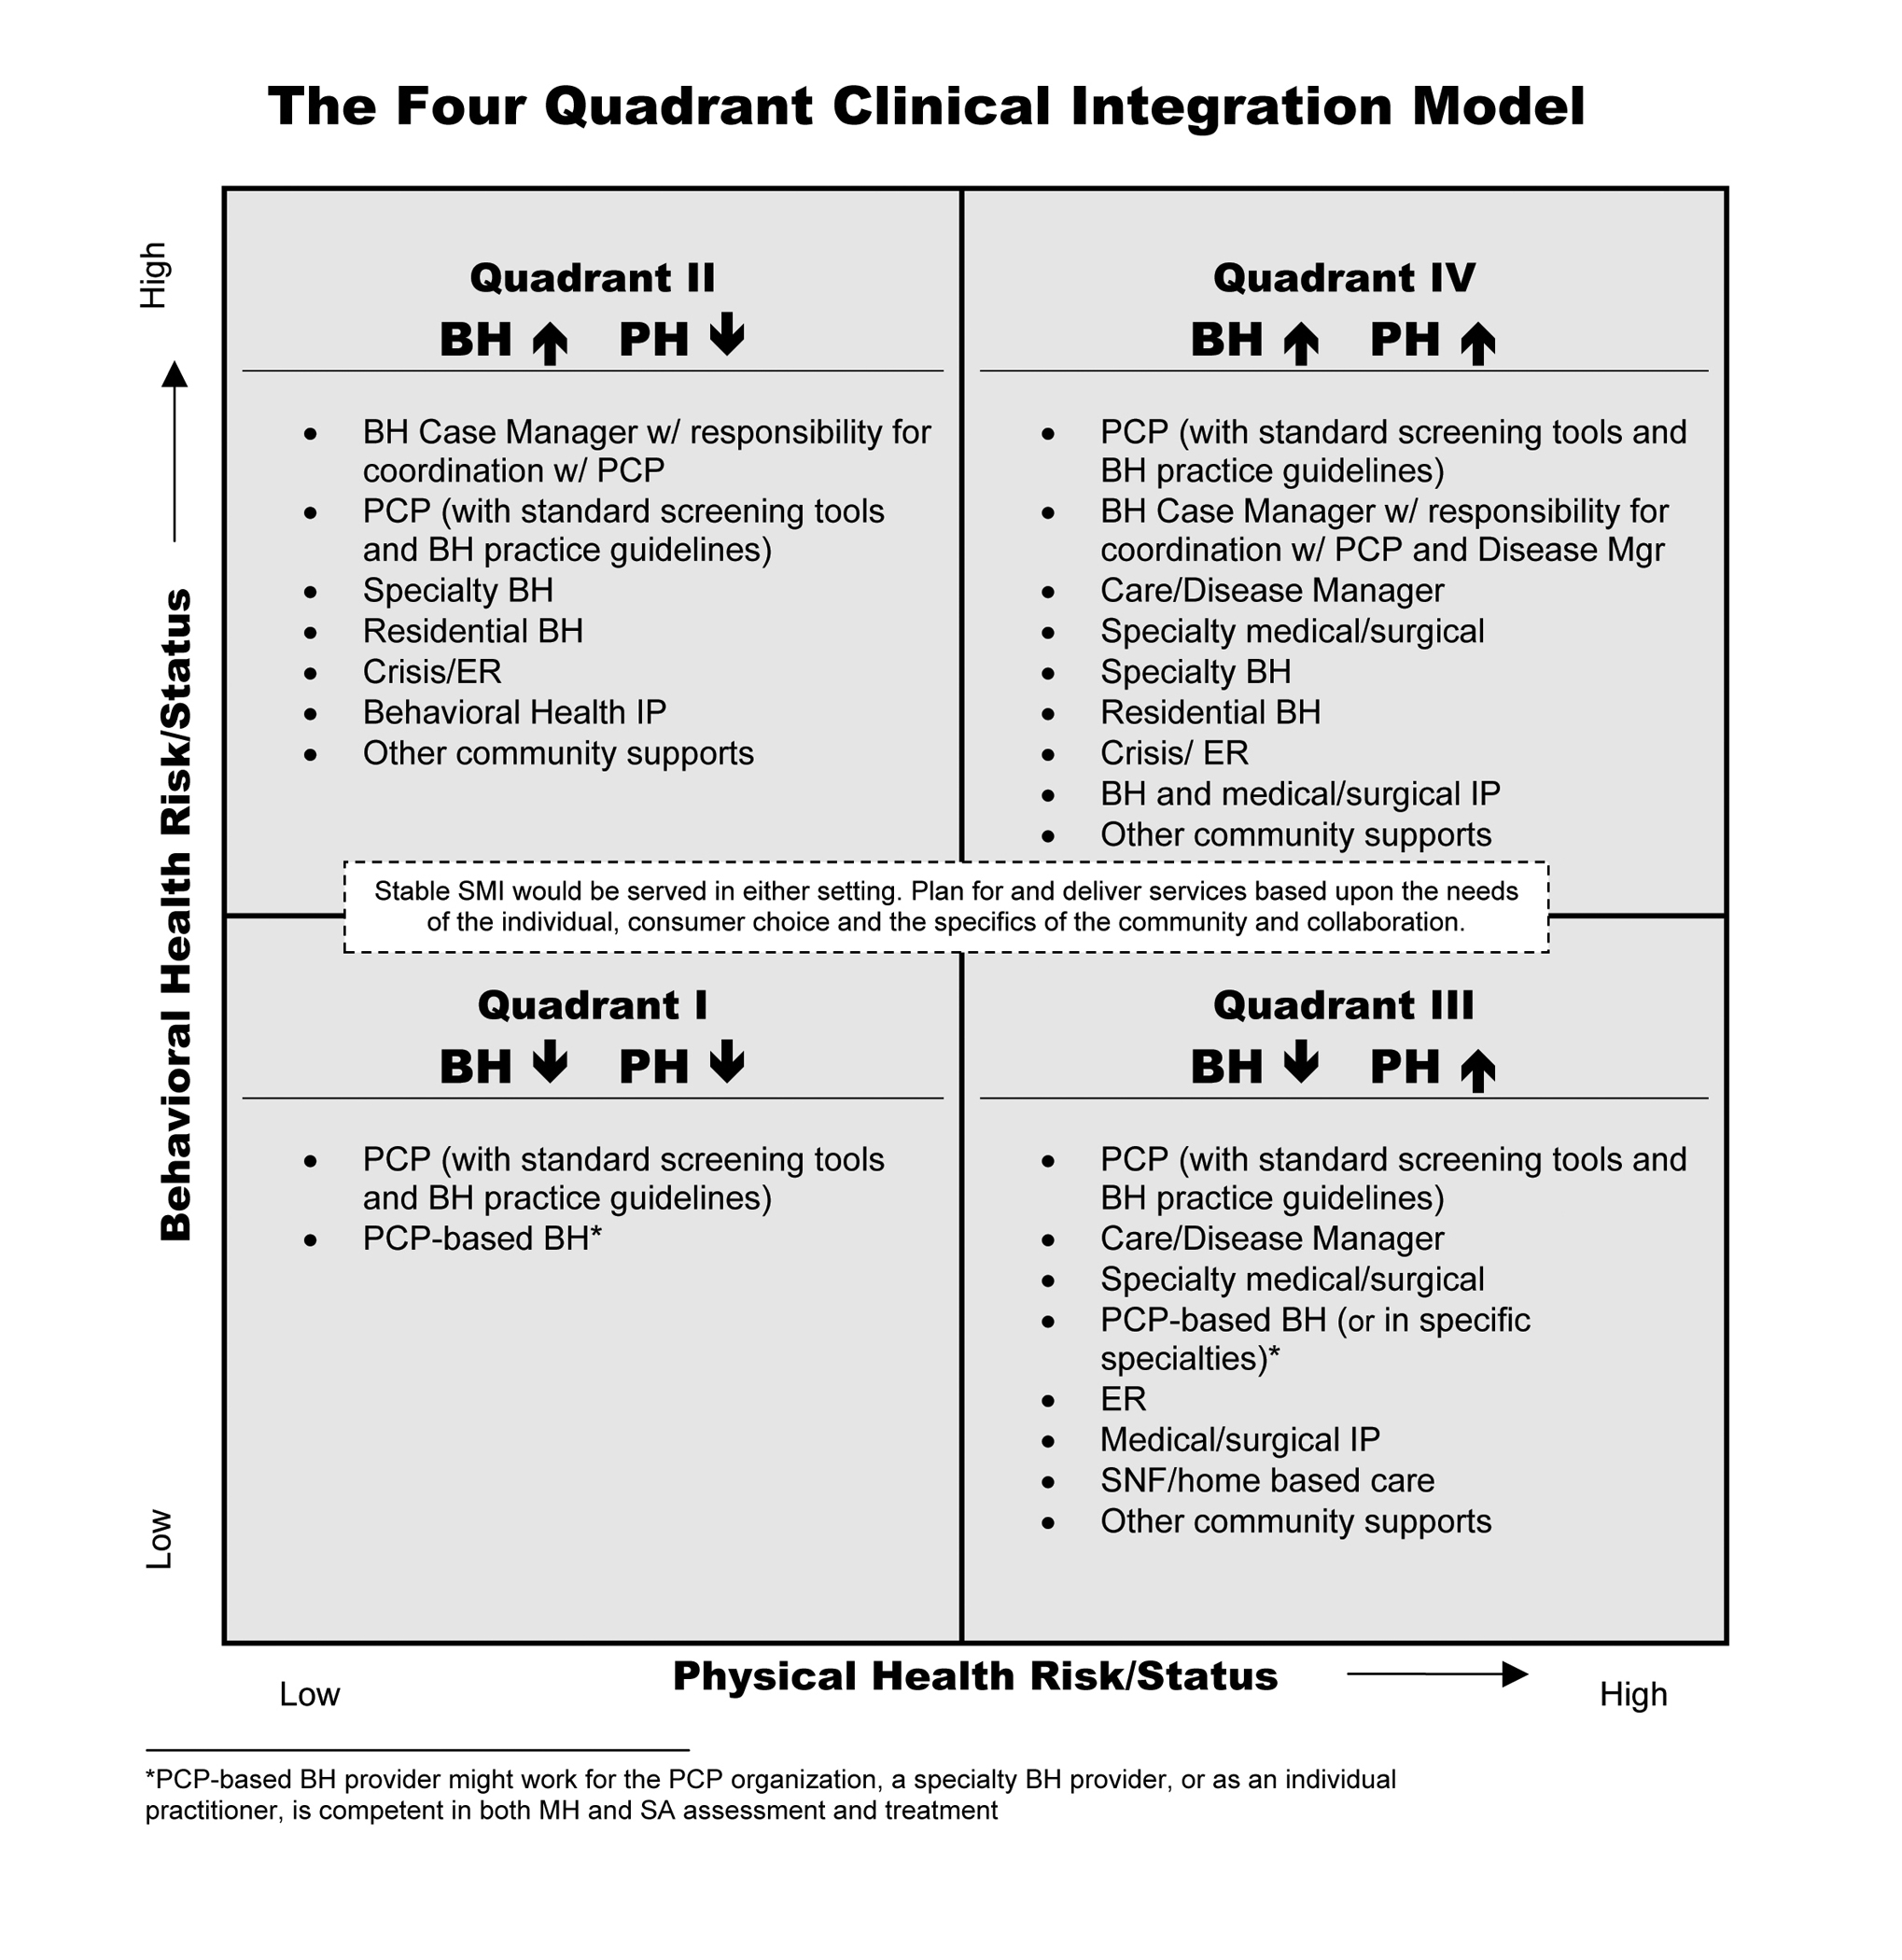 The Four Quadrant Clinical Integration Model
High
Behavioral Health Risk/Status
Low
Quadrant II
BH PH
• BH Case Manager w/ responsibility for
coordination w/ PCP
• PCP (with standard screening tools
and BH practice guidelines)
• Specialty BH
• Residential BH
• Crisis/ER
• Behavioral Health IP
• Other community supports
Quadrant IV
BH PH
• PCP (with standard screening tools and
BH practice guidelines)
• BH Case Manager w/ responsibility for
coordination w/ PCP and Disease Mgr
• Care/Disease Manager
• Specialty medical/surgical
• Specialty BH
• Residential BH
• Crisis/ ER
• BH and medical/surgical IP
• Other community supports
Stable SMI would be served in either setting. Plan for and deliver services based upon the needs
of the individual, consumer choice and the specifics of the community and collaboration.
Quadrant I
BH PH
• PCP (with standard screening tools
and BH practice guidelines)
• PCP-based BH*
Quadrant III
BH PH
• PCP (with standard screening tools and
BH practice guidelines)
• Care/Disease Manager
• Specialty medical/surgical
• PCP-based BH (or in specific
specialties)*
• ER
• Medical/surgical IP
• SNF/home based care
• Other community supports
Low
Physical Health Risk/Status
High
*PCP-based BH provider might work for the PCP organization, a specialty BH provider, or as an individual
practitioner, is competent in both MH and SA assessment and treatment